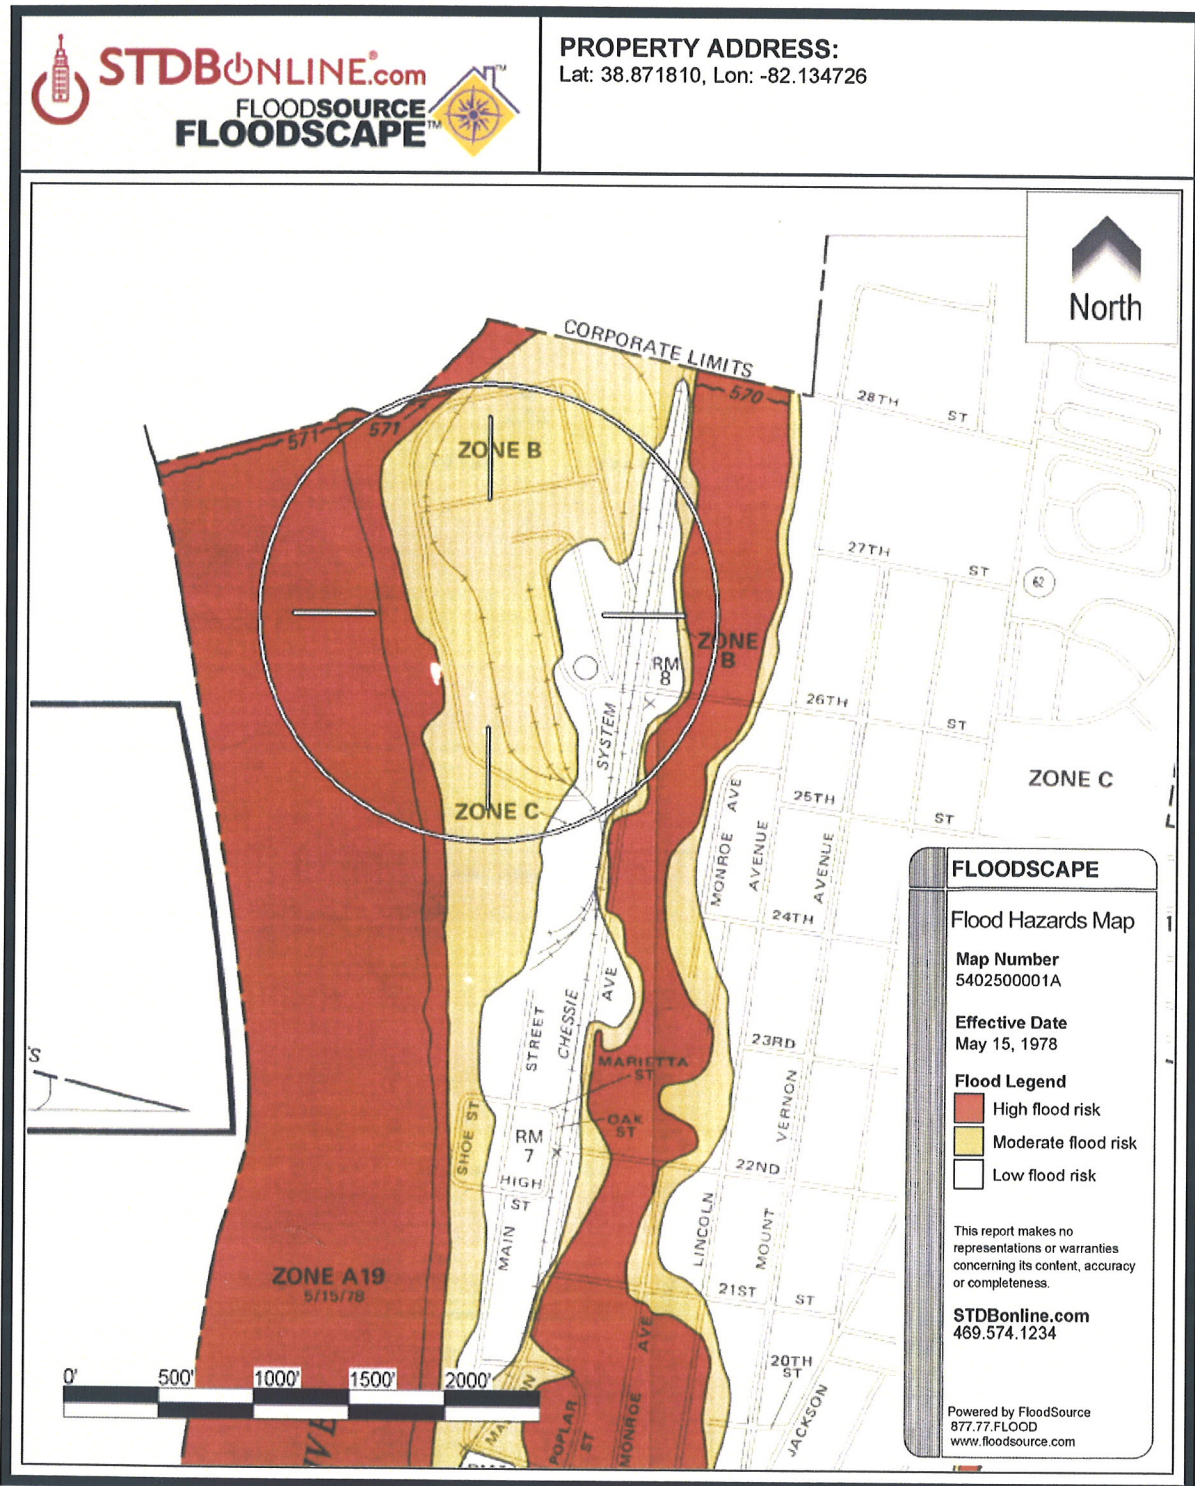 STDBONLINE.com®
FLOODSOURCE
FLOODSCAPE™
TM
PROPERTY ADDRESS:
Lat: 38.871810, Lon: -82.134726
North
CORPORATE LIMITS
570
28TH ST
571
571
ZONE B
27TH ST
62
ZONE B
RM 8
26TH ST
SYSTEM
ZONE C
25TH ST
ZONE C
MONROE AVE
AVENUE
AVENUE
24TH
STREET
CHESSIE
AVE
23RD
'S
MARIETTA ST
OAK ST
SHOE ST
RM 7
HIGH ST
MAIN
VERNON
22ND
LINCOLN
MOUNT
ZONE A19
5/15/78
21ST ST
AVE
20TH ST
0' 500' 1000' 1500' 2000'
POPLAR ST
MONROE
JACKSON
FLOODSCAPE
Flood Hazards Map
Map Number
5402500001A
Effective Date
May 15, 1978
Flood Legend
High flood risk
Moderate flood risk
Low flood risk
This report makes no
representations or warranties
concerning its content, accuracy
or completeness.
STDBonline.com
469.574.1234
Powered by FloodSource
877.77.FLOOD
www.floodsource.com